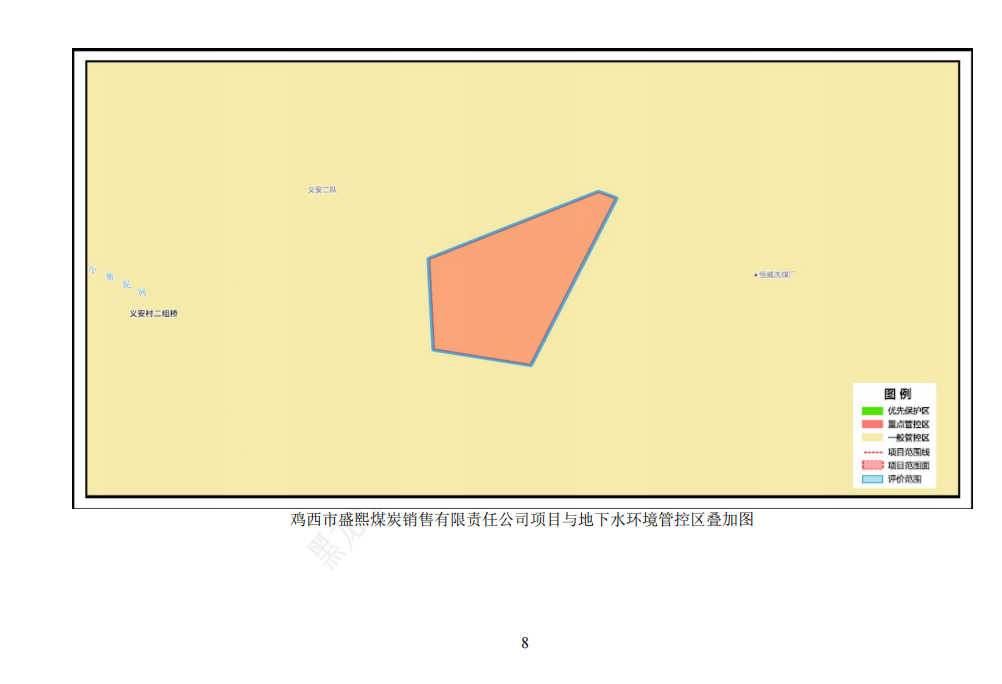 义安二队
小
黄
泥
河
义安村二组桥
恒威洗煤厂
图例
优先保护区
重点管控区
一般管控区
项目范围线
项目范围面
评价范围
鸡西市盛熙煤炭销售有限责任公司项目与地下水环境管控区叠加图
黑龙
8